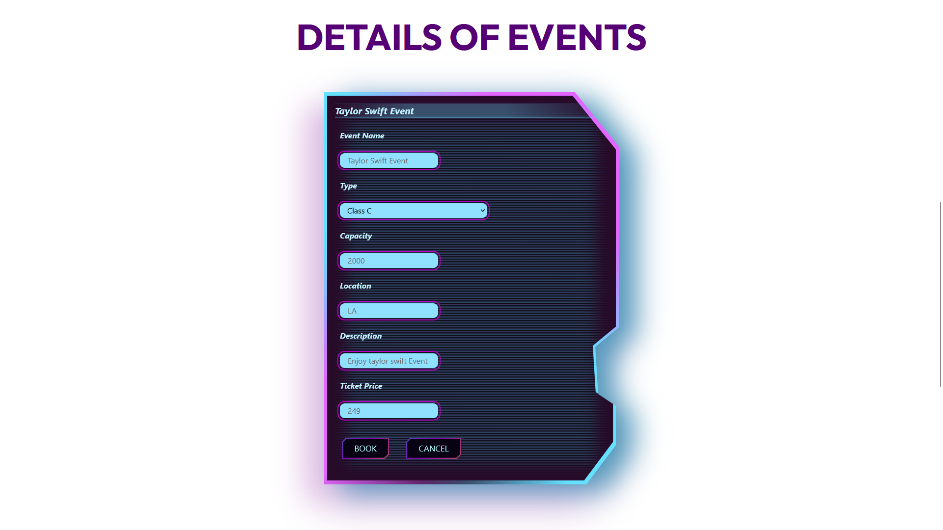 DETAILS OF EVENTS
Taylor Swift Event
Event Name
Taylor Swift Event
Type
Class C
Capacity
2000
Location
LA
Description
Enjoy taylor swift Event
Ticket Price
249
BOOK CANCEL